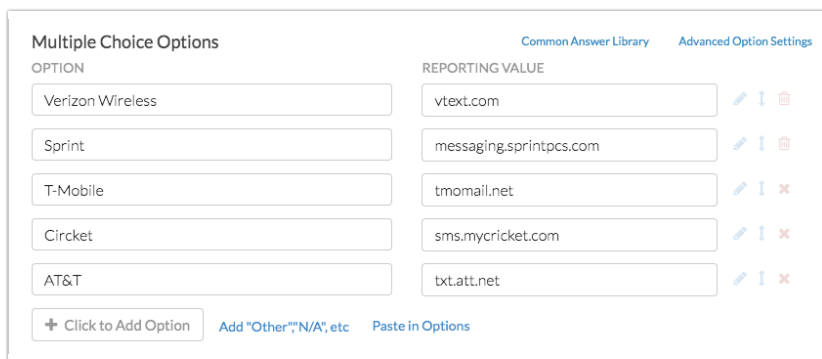 Multiple Choice Options Common Answer Library Advanced Option Settings
OPTION REPORTING VALUE
Verizon Wireless vtext.com
Sprint messaging.sprintpcs.com
T-Mobile tmomail.net
Circket sms.mycricket.com
AT&T txt.att.net
+ Click to Add Option Add "Other","N/A", etc Paste in Options